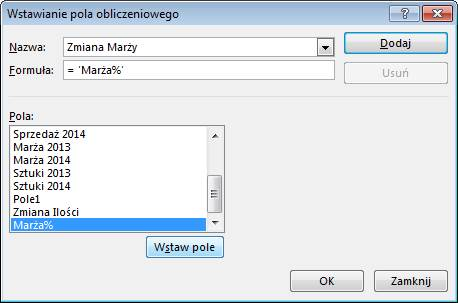 Wstawianie pola obliczeniowego
Nazwa: Zmiana Marży Dodaj
Formuła: = 'Marża%' Usuń
Pola:
Sprzedaż 2014
Marża 2013
Marża 2014
Sztuki 2013
Sztuki 2014
Pole1
Zmiana Ilości
Marża%
Wstaw pole
OK Zamknij